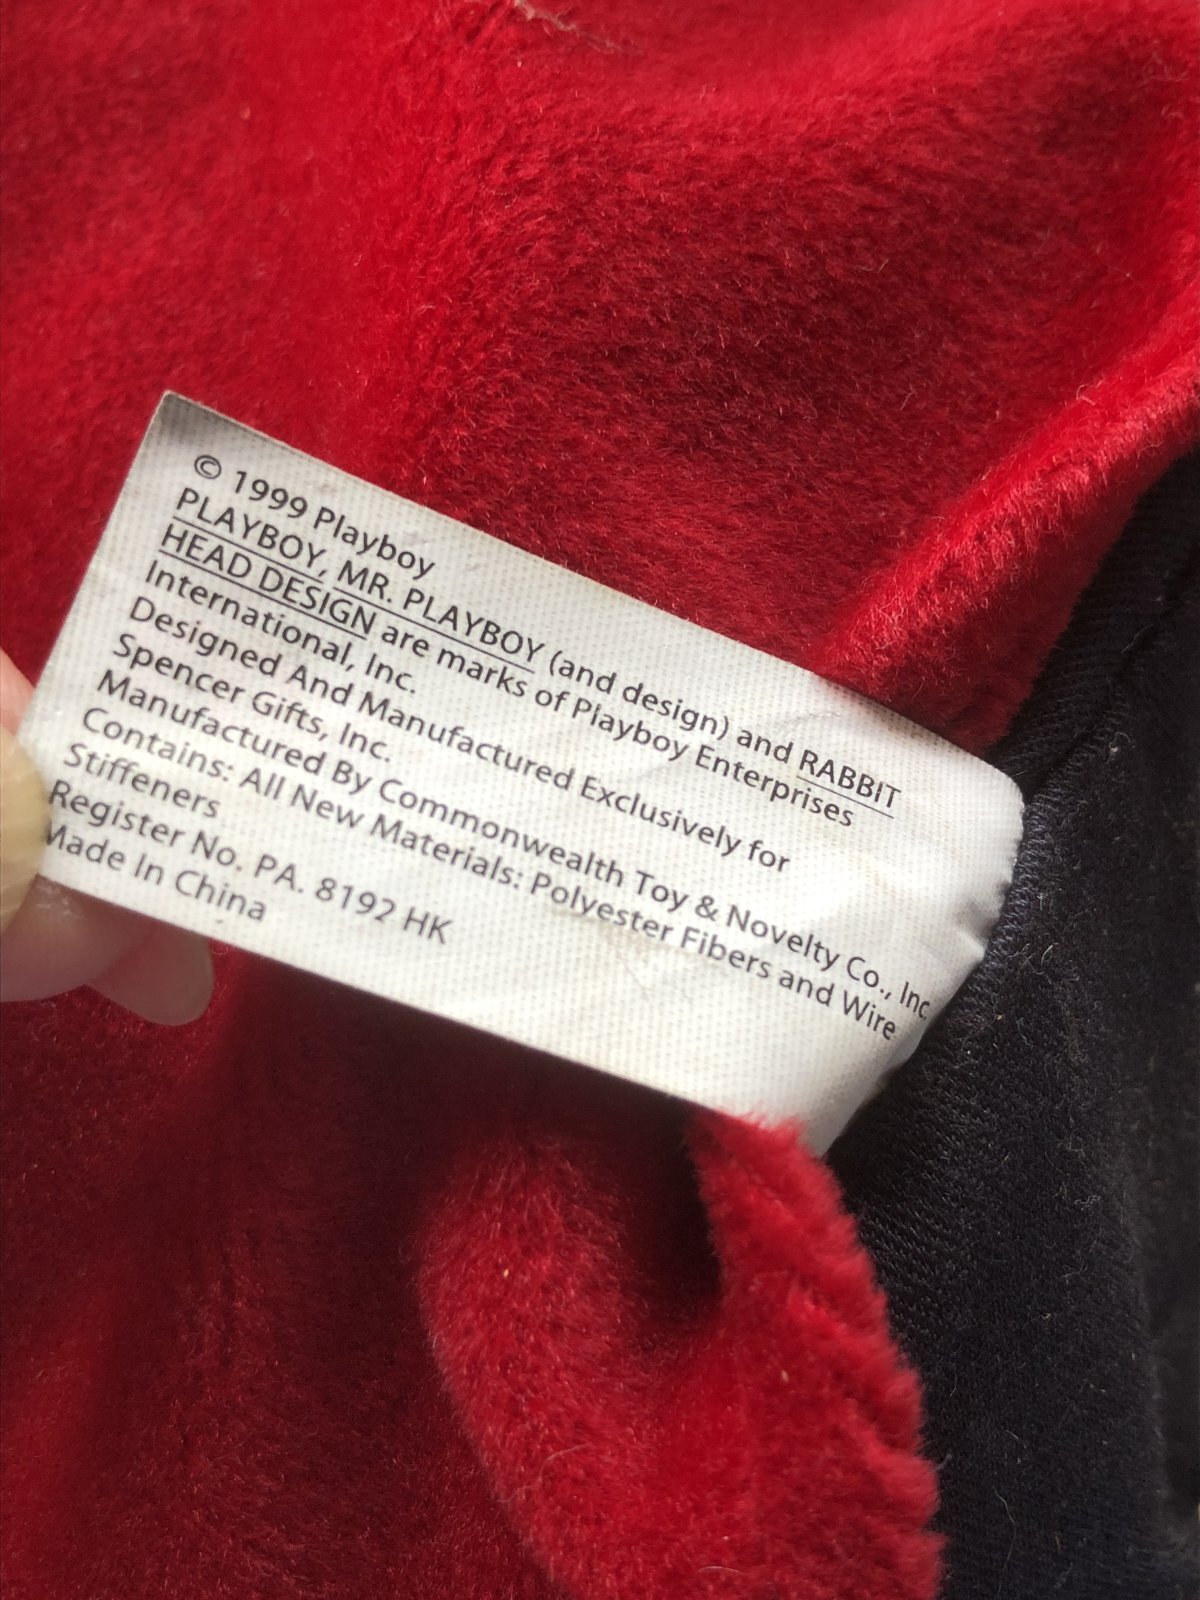 © 1999 Playboy
PLAYBOY, MR. PLAYBOY (and design) and RABBIT
HEAD DESIGN are marks of Playboy Enterprises
International, Inc.
Designed And Manufactured Exclusively for
Spencer Gifts, Inc.
Manufactured By Commonwealth Toy & Novelty Co., Inc
Contains: All New Materials: Polyester Fibers and Wire
Stiffeners
Register No. PA. 8192 HK
Made In China